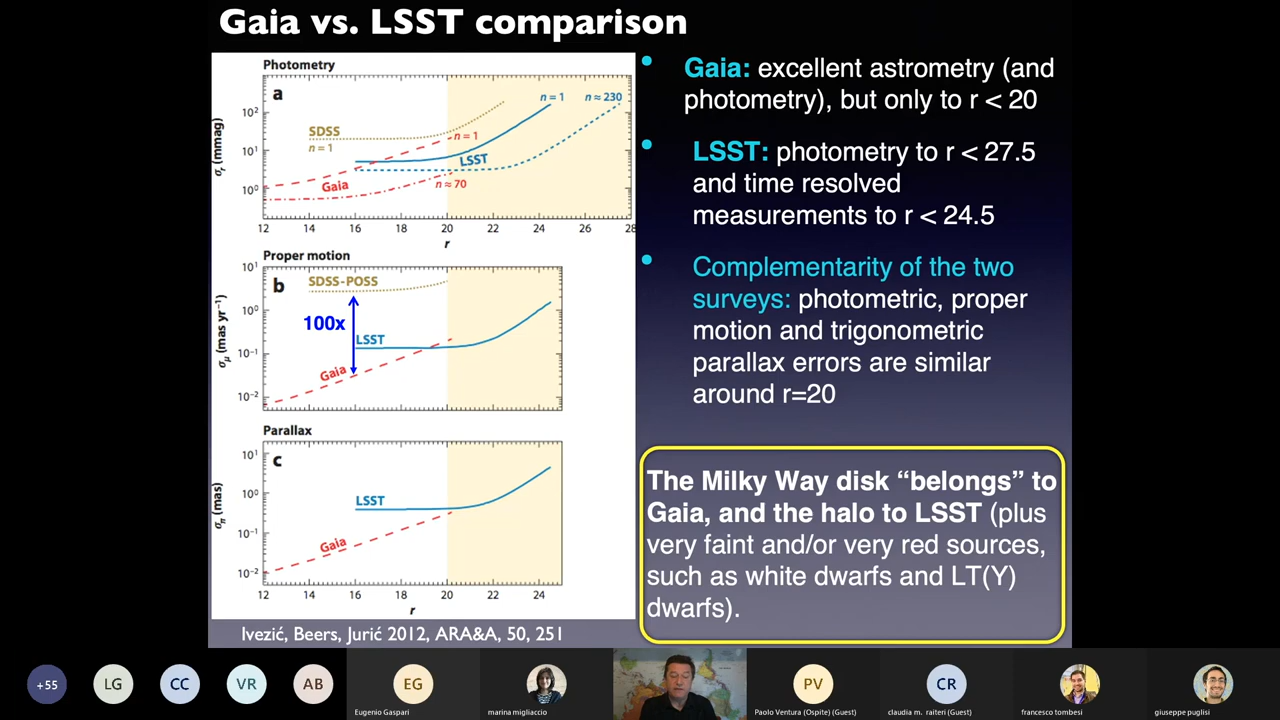 Gaia vs. LSST comparison
Photometry
a
10²
10¹
10⁰
σr (mmag)
SDSS
n = 1
Gaia
n = 1
n ≈ 230
n = 1
LSST
n ≈ 70
12
14
16
18
20
22
24
26
28
r
Proper motion
b
10¹
10⁰
10⁻¹
10⁻²
σμ (mas yr⁻¹)
SDSS-POSS
100x
LSST
Gaia
Parallax
c
10¹
10⁰
10⁻¹
10⁻²
σπ (mas)
LSST
Gaia
12
14
16
18
20
22
24
r
Ivezić, Beers, Jurić 2012, ARA&A, 50, 251
• Gaia: excellent astrometry (and
photometry), but only to r < 20
• LSST: photometry to r < 27.5
and time resolved
measurements to r < 24.5
• Complementarity of the two
surveys: photometric, proper
motion and trigonometric
parallax errors are similar
around r=20
The Milky Way disk “belongs” to
Gaia, and the halo to LSST (plus
very faint and/or very red sources,
such as white dwarfs and LT(Y)
dwarfs).
+55
LG
CC
VR
AB
EG
Eugenio Gaspari
marina migliaccio
PV
Paolo Ventura (Ospite) (Guest)
CR
claudia m. raiteri (Guest)
francesco tombesi
giuseppe puglisi